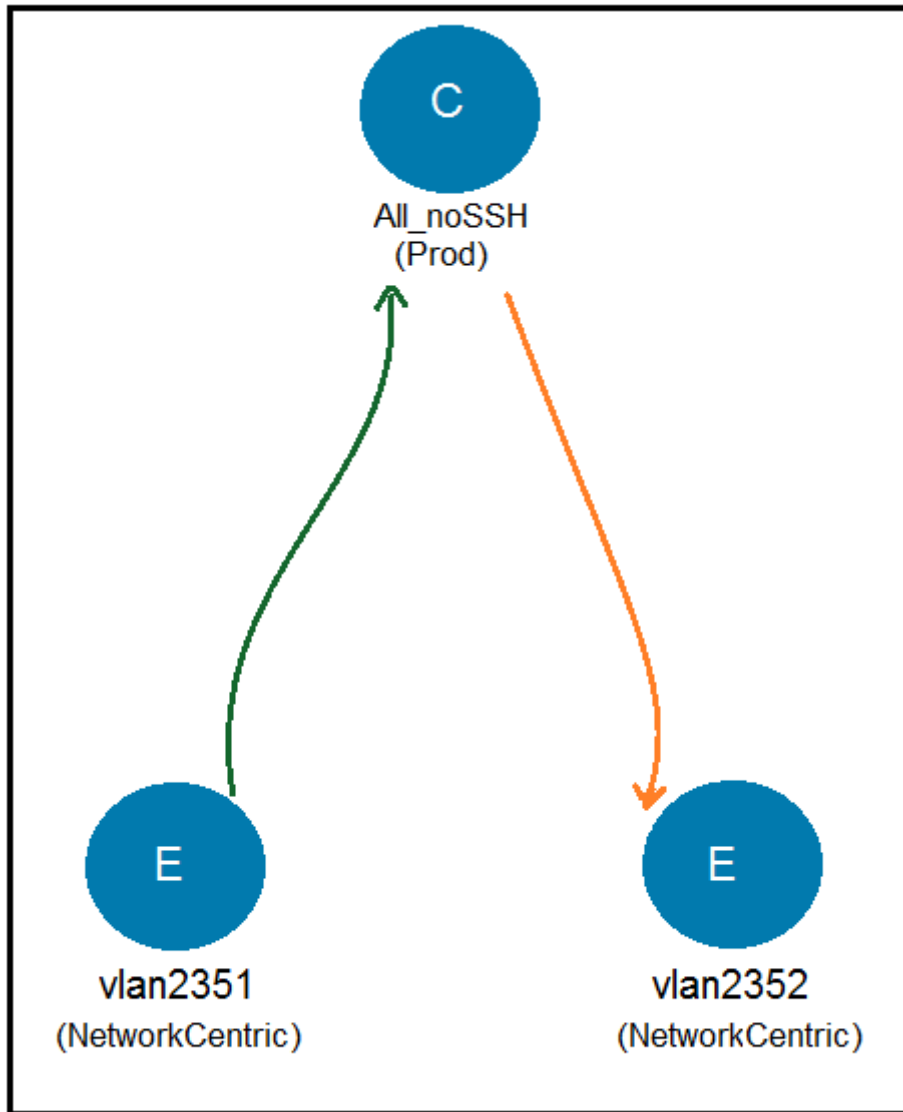 C
All_noSSH
(Prod)
E
vlan2351
(NetworkCentric)
E
vlan2352
(NetworkCentric)